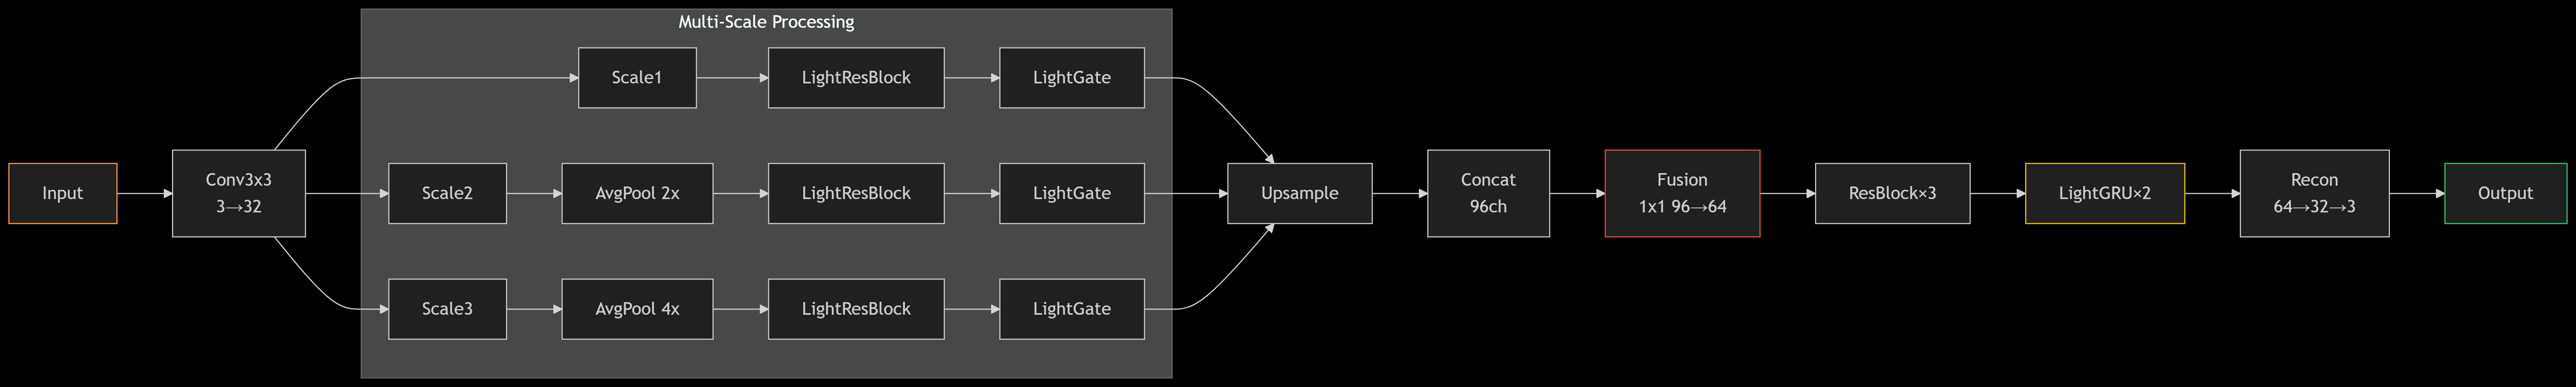 Multi-Scale Processing
Scale1
LightResBlock
LightGate
Input
Conv3x3
3→32
Scale2
AvgPool 2x
LightResBlock
LightGate
Upsample
Concat
96ch
Fusion
1x1 96→64
ResBlock×3
LightGRU×2
Recon
64→32→3
Output
Scale3
AvgPool 4x
LightResBlock
LightGate